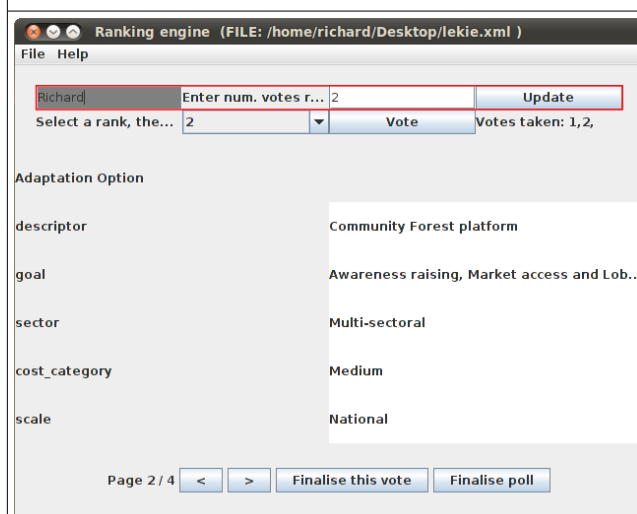 Ranking engine (FILE: /home/richard/Desktop/lekie.xml )
File Help
Richard Enter num. votes r... 2 Update
Select a rank, the... 2 Vote Votes taken: 1,2,
Adaptation Option
descriptor Community Forest platform
goal Awareness raising, Market access and Lob..
sector Multi-sectoral
cost_category Medium
scale National
Page 2 / 4 < > Finalise this vote Finalise poll